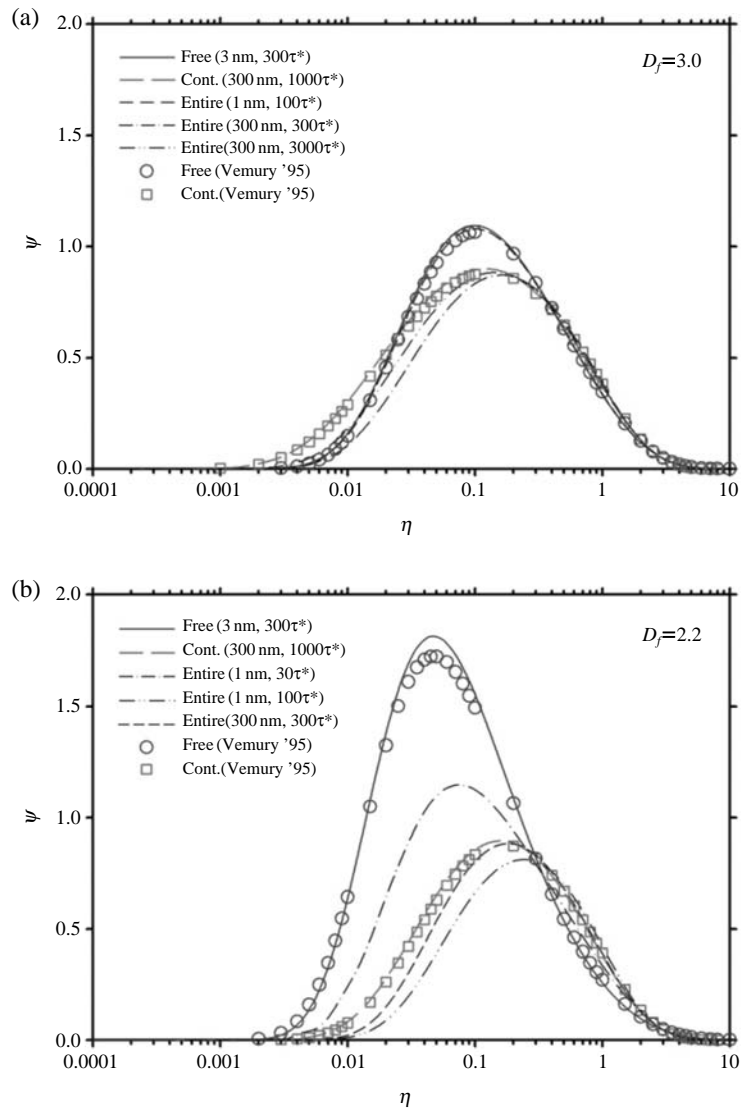 (a)
2.0
1.5
1.0
0.5
0.0
ψ
Free (3 nm, 300τ*)
Cont. (300 nm, 1000τ*)
Entire (1 nm, 100τ*)
Entire (300 nm, 300τ*)
Entire(300 nm, 3000τ*)
Free (Vemury '95)
Cont.(Vemury '95)
D_f=3.0
0.0001 0.001 0.01 0.1 1 10
η
(b)
2.0
1.5
1.0
0.5
0.0
ψ
Free (3 nm, 300τ*)
Cont. (300 nm, 1000τ*)
Entire (1 nm, 30τ*)
Entire (1 nm, 100τ*)
Entire(300 nm, 300τ*)
Free (Vemury '95)
Cont.(Vemury '95)
D_f=2.2
0.0001 0.001 0.01 0.1 1 10
η